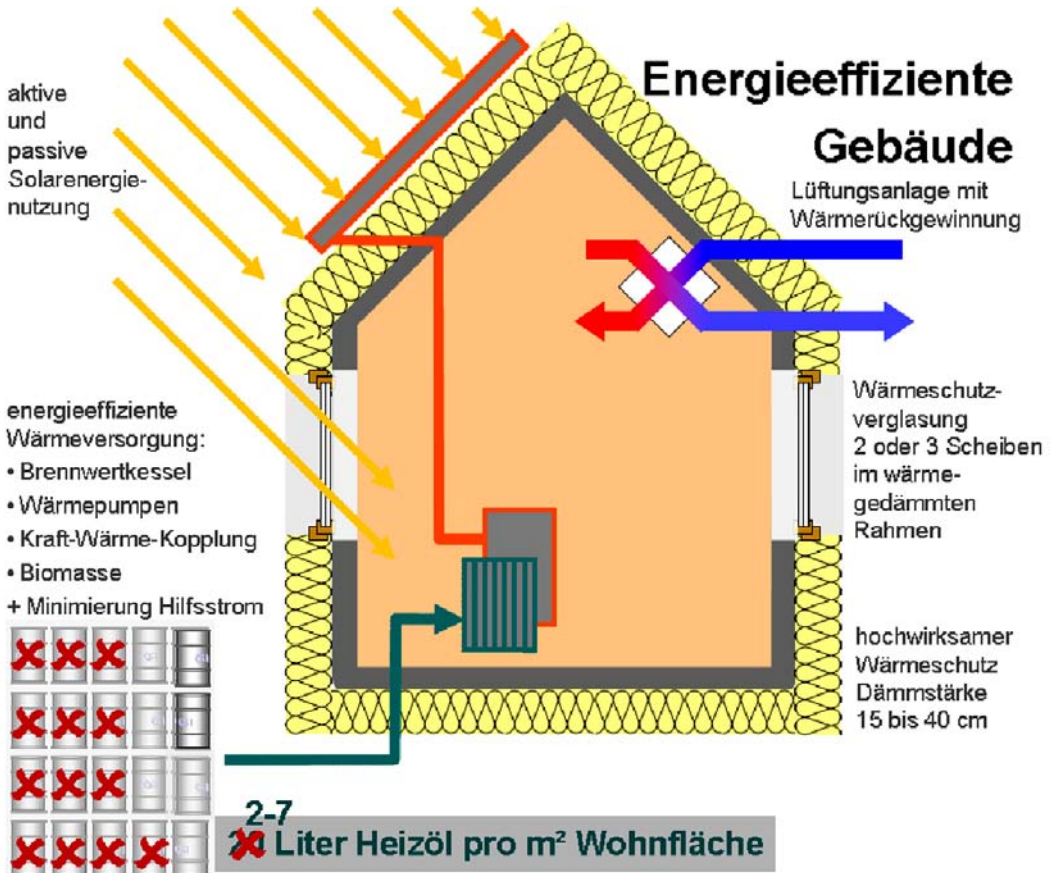 Energieeffiziente
Gebäude
aktive
und
passive
Solarenergie-
nutzung
Lüftungsanlage mit
Wärmerückgewinnung
energieeffiziente
Wärmeversorgung:
• Brennwertkessel
• Wärmepumpen
• Kraft-Wärme-Kopplung
• Biomasse
+ Minimierung Hilfsstrom
Wärmeschutz-
verglasung
2 oder 3 Scheiben
im wärme-
gedämmten
Rahmen
hochwirksamer
Wärmeschutz
Dämmstärke
15 bis 40 cm
2-7
Liter Heizöl pro m² Wohnfläche